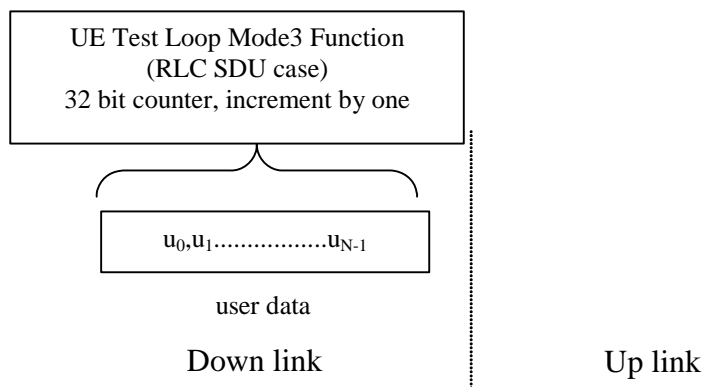 UE Test Loop Mode3 Function
(RLC SDU case)
32 bit counter, increment by one
u0,u1..................uN-1
user data
Down link
Up link